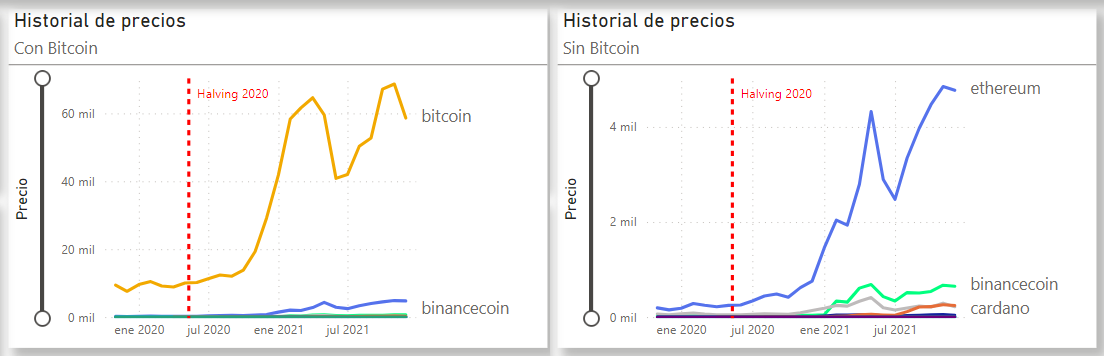 Historial de precios
Con Bitcoin
Precio
60 mil
40 mil
20 mil
0 mil
Halving 2020
bitcoin
binancecoin
ene 2020
jul 2020
ene 2021
jul 2021
Historial de precios
Sin Bitcoin
Precio
4 mil
2 mil
0 mil
Halving 2020
ethereum
binancecoin
cardano
ene 2020
jul 2020
ene 2021
jul 2021